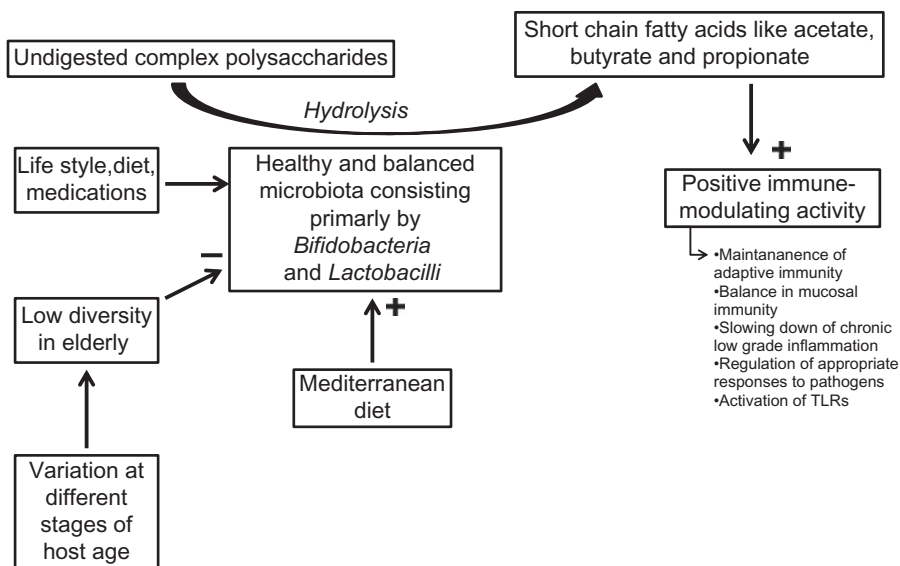 Undigested complex polysaccharides
Short chain fatty acids like acetate,
butyrate and propionate
Hydrolysis
Life style,diet,
medications
Healthy and balanced
microbiota consisting
primarly by
Bifidobacteria
and Lactobacilli
+
Positive immune-
modulating activity
–
•Maintananence of
adaptive immunity
•Balance in mucosal
immunity
•Slowing down of chronic
low grade inflammation
•Regulation of appropriate
responses to pathogens
•Activation of TLRs
Low diversity
in elderly
+
Mediterranean
diet
Variation at
different
stages of
host age